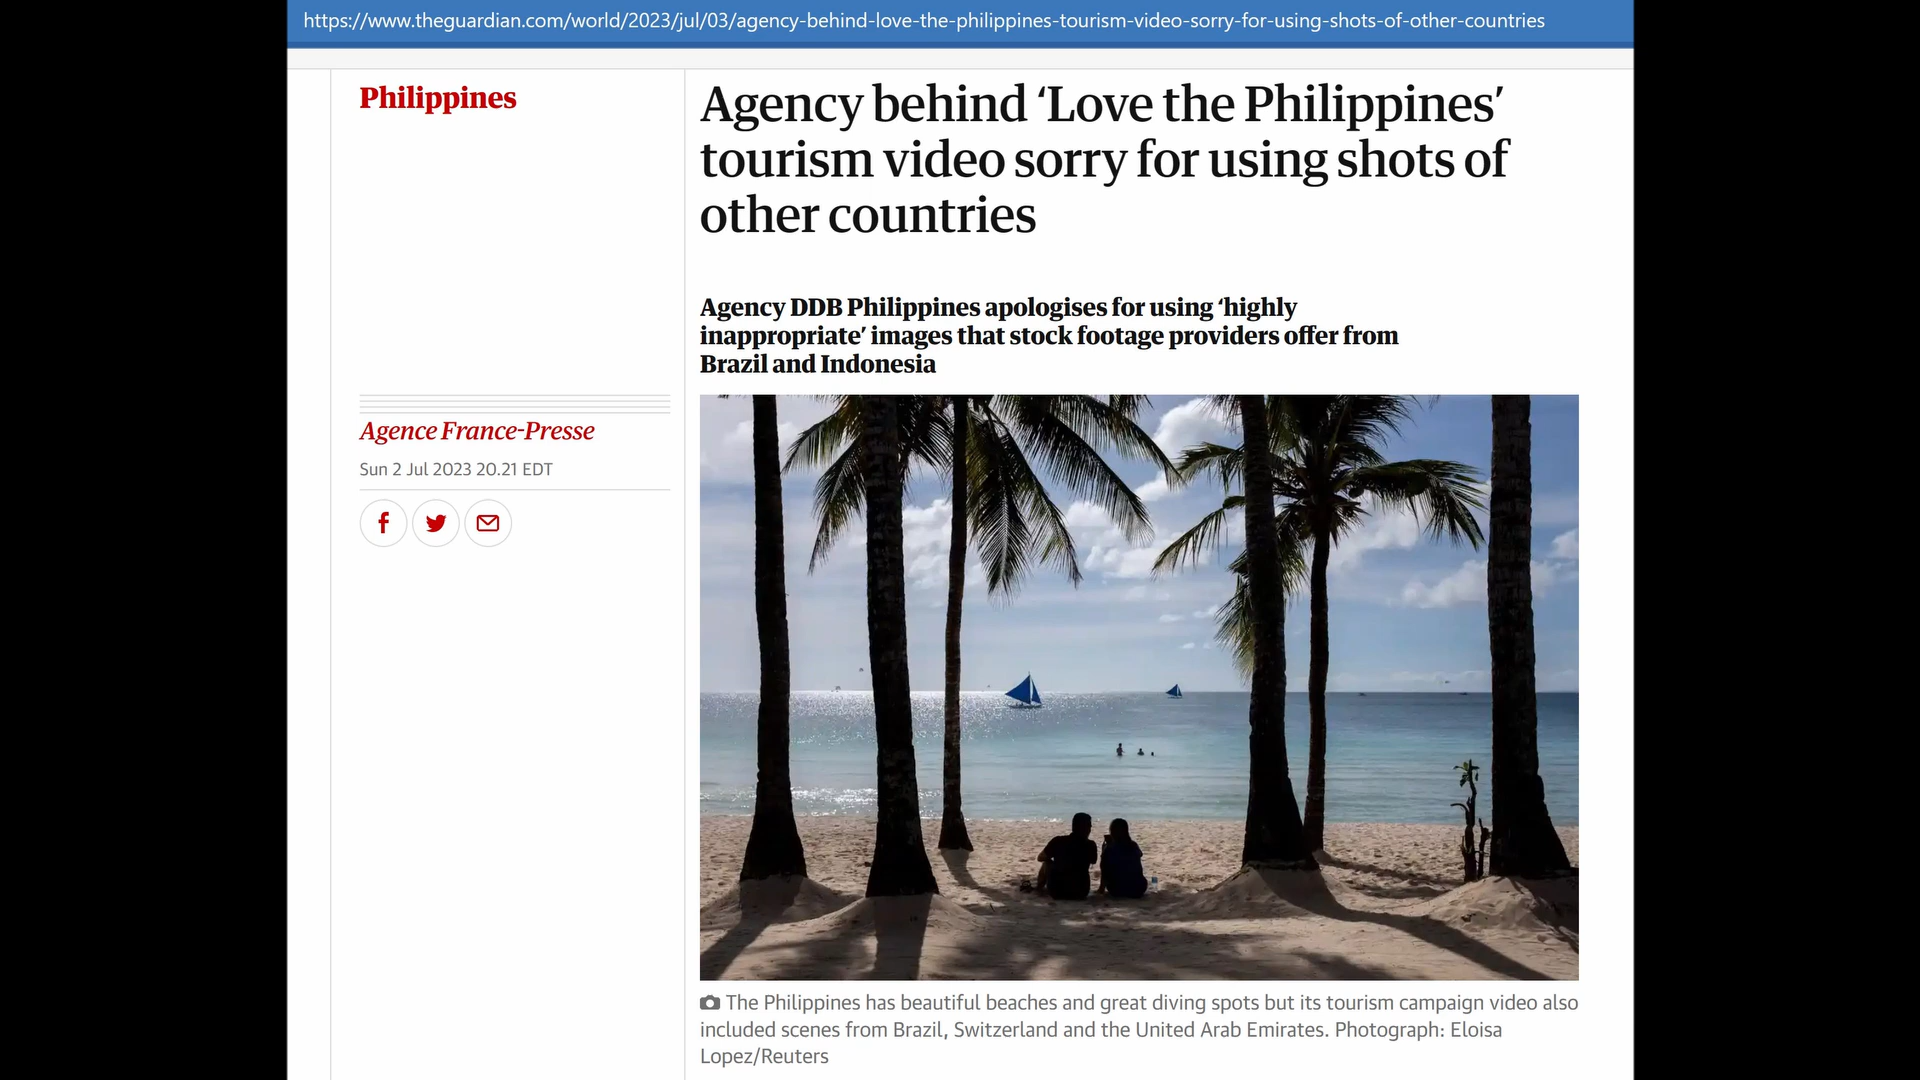 https://www.theguardian.com/world/2023/jul/03/agency-behind-love-the-philippines-tourism-video-sorry-for-using-shots-of-other-countries
Philippines
Agency behind ‘Love the Philippines’
tourism video sorry for using shots of
other countries
Agency DDB Philippines apologises for using ‘highly
inappropriate’ images that stock footage providers offer from
Brazil and Indonesia
Agence France-Presse
Sun 2 Jul 2023 20.21 EDT
The Philippines has beautiful beaches and great diving spots but its tourism campaign video also
included scenes from Brazil, Switzerland and the United Arab Emirates. Photograph: Eloisa
Lopez/Reuters